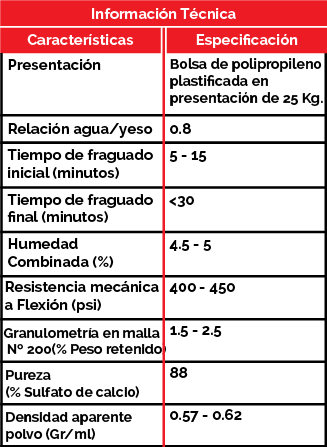 Información Técnica
Características Especificación
Presentación Bolsa de polipropileno
plastificada en
presentación de 25 Kg.
Relación agua/yeso 0.8
Tiempo de fraguado 5 - 15
inicial (minutos)
Tiempo de fraguado <30
final (minutos)
Humedad 4.5 - 5
Combinada (%)
Resistencia mecánica 400 - 450
a Flexión (psi)
Granulometría en malla 1.5 - 2.5
Nº 200(% Peso retenido)
Pureza 88
(% Sulfato de calcio)
Densidad aparente 0.57 - 0.62
polvo (Gr/ml)